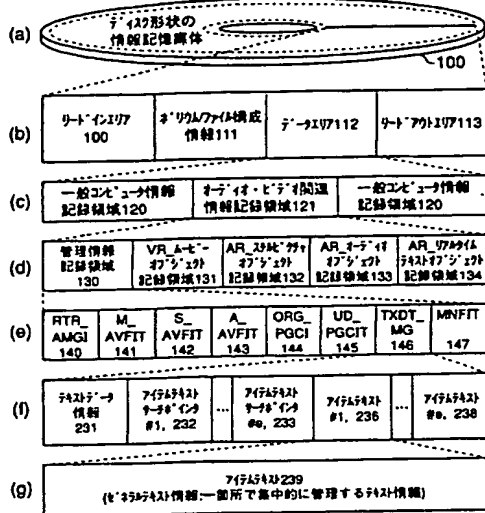 (a)
ディスク形状の
情報記憶媒体
100
(b)
リードインエリア
100
ボリウム/ファイル構成
情報111
データエリア112
リードアウトエリア113
(c)
一般コンピュータ情報
記録領域120
オーディオ・ビデオ関連
情報記録領域121
一般コンピュータ情報
記録領域120
(d)
管理情報
記録領域
130
VR_ムービー
オブジェクト
記録領域131
AR_スチルピクチャ
オブジェクト
記録領域132
AR_オーディオ
オブジェクト
記録領域133
AR_リアルタイム
テキストオブジェクト
記録領域134
(e)
RTR_
AMGI
140
M_
AVFIT
141
S_
AVFIT
142
A_
AVFIT
143
ORG_
PGCI
144
UD_
PGCIT
145
TXDT_
MG
146
MNFIT
147
(f)
テキストデータ
情報
231
アイテムテキスト
サーチポインタ
#1, 232
...
アイテムテキスト
サーチポインタ
#e, 233
アイテムテキスト
#1, 236
...
アイテムテキスト
#e, 238
(g)
アイテムテキスト239
(ゼネラルテキスト情報:一箇所で集中的に管理するテキスト情報)